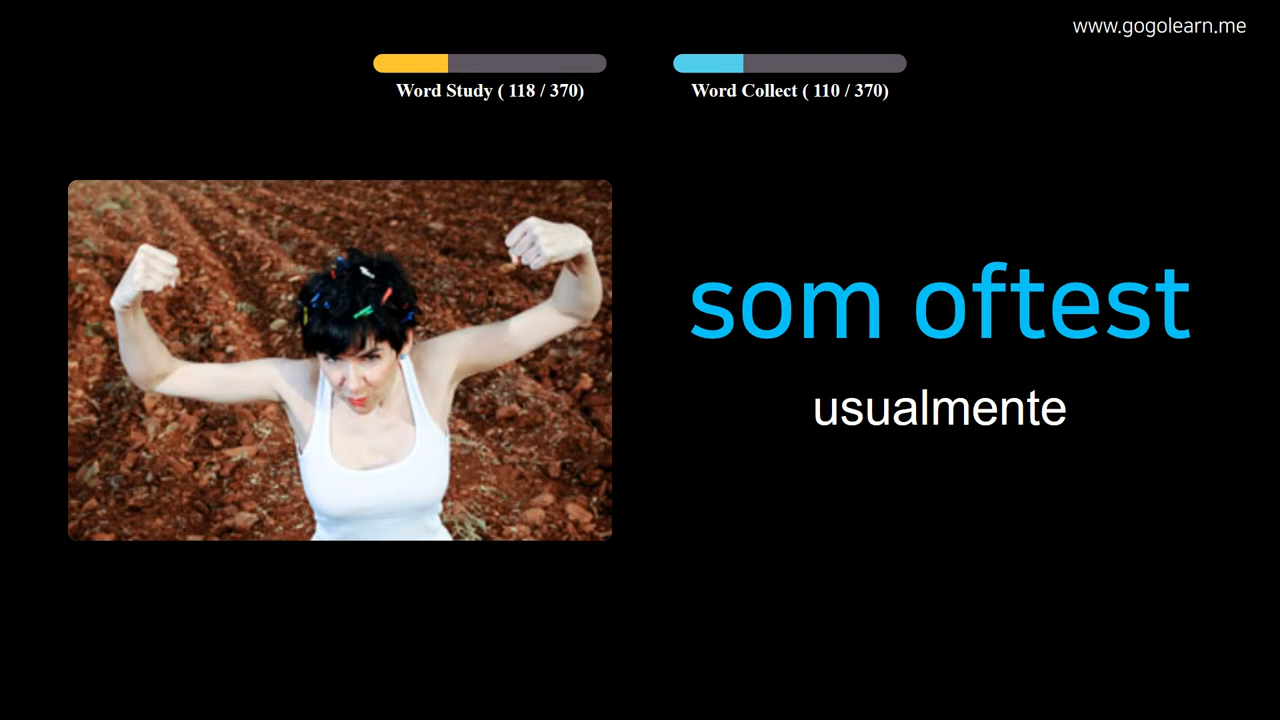 www.gogolearn.me
Word Study ( 118 / 370)
Word Collect ( 110 / 370)
som oftest
usualmente